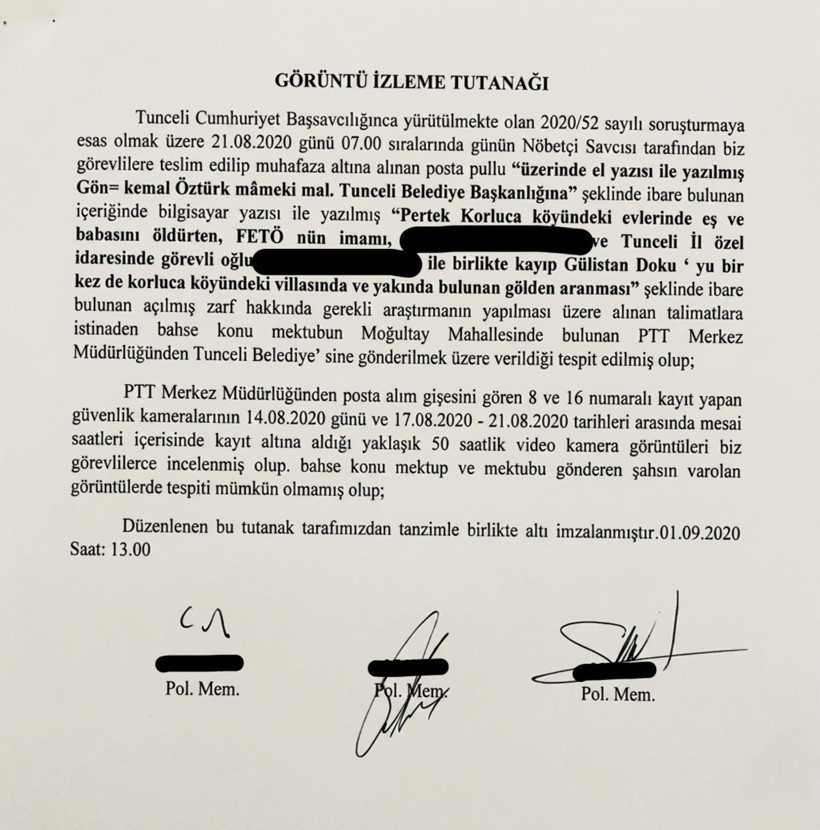 GÖRÜNTÜ İZLEME TUTANAĞI
Tunceli Cumhuriyet Başsavcılığınca yürütülmekte olan 2020/52 sayılı soruşturmaya
esas olmak üzere 21.08.2020 günü 07.00 sıralarında günün Nöbetçi Savcısı tarafından biz
görevlilere teslim edilip muhafaza altına alınan posta pullu “üzerinde el yazısı ile yazılmış
Gön= kemal Öztürk mâmeki mal. Tunceli Belediye Başkanlığına” şeklinde ibare bulunan
içeriğinde bilgisayar yazısı ile yazılmış “Pertek Korluca köyündeki evlerinde eş ve
babasını öldürten, FETÖ nün imamı, ve Tunceli İl özel
idaresinde görevli oğlu ile birlikte kayıp Gülistan Doku ‘ yu bir
kez de korluca köyündeki villasında ve yakında bulunan gölden aranması” şeklinde ibare
bulunan açılmış zarf hakkında gerekli araştırmanın yapılması üzere alınan talimatlara
istinaden bahse konu mektubun Moğultay Mahallesinde bulunan PTT Merkez
Müdürlüğünden Tunceli Belediye’ sine gönderilmek üzere verildiği tespit edilmiş olup;
PTT Merkez Müdürlüğünden posta alım gişesini gören 8 ve 16 numaralı kayıt yapan
güvenlik kameralarının 14.08.2020 günü ve 17.08.2020 - 21.08.2020 tarihleri arasında mesai
saatleri içerisinde kayıt altına aldığı yaklaşık 50 saatlik video kamera görüntüleri biz
görevlilerce incelenmiş olup. bahse konu mektup ve mektubu gönderen şahsın varolan
görüntülerde tespiti mümkün olmamış olup;
Düzenlenen bu tutanak tarafımızdan tanzimle birlikte altı imzalanmıştır.01.09.2020
Saat: 13.00
Pol. Mem. Pol. Mem. Pol. Mem.